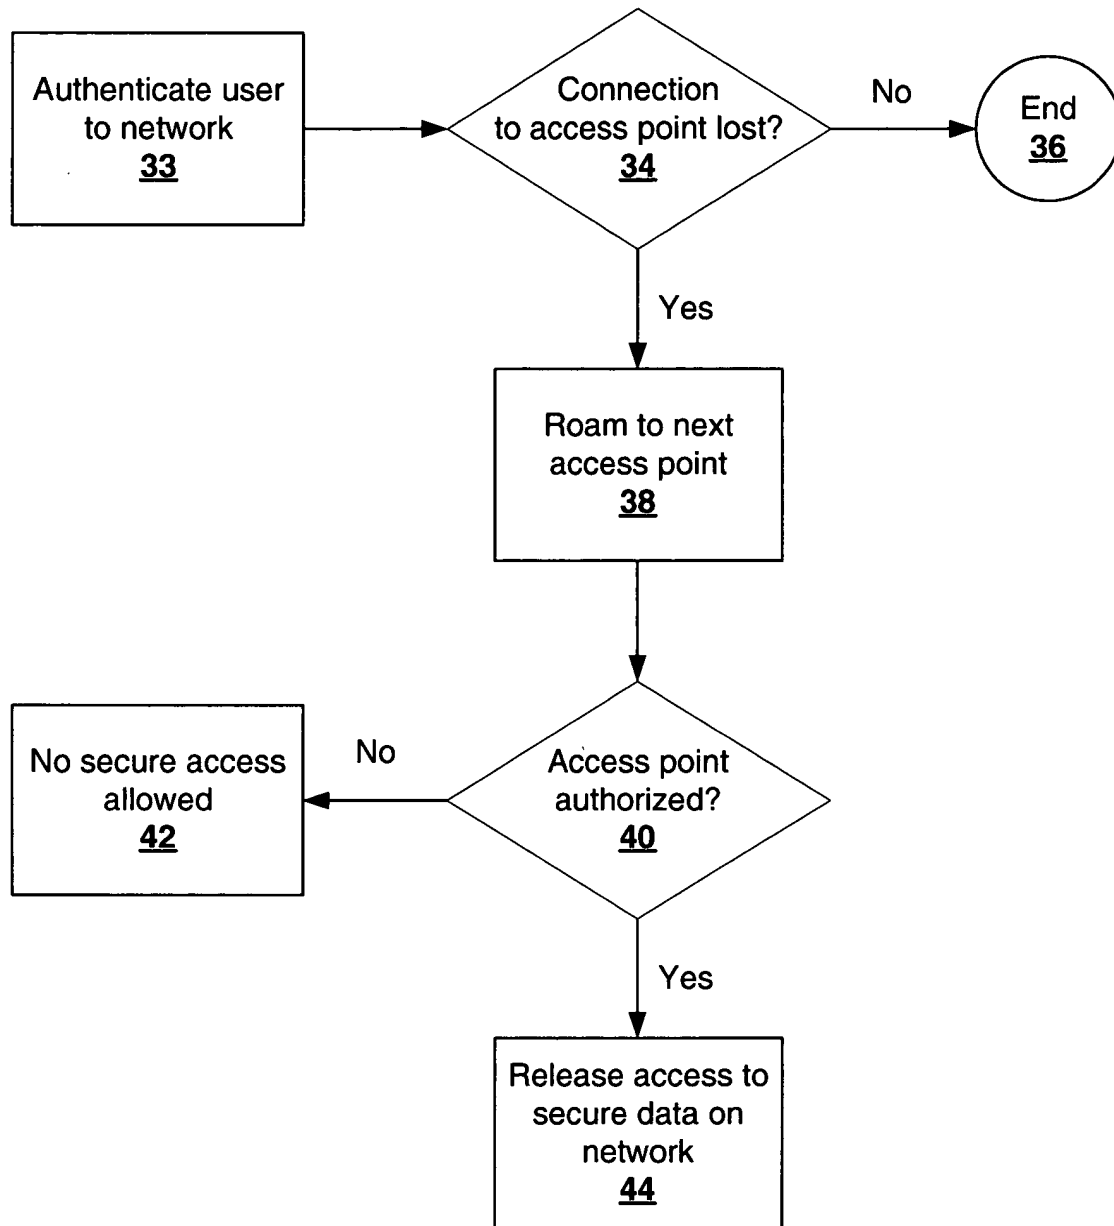 Authenticate user
to network
33
Connection
to access point lost?
34
No
End
36
Yes
Roam to next
access point
38
No secure access
allowed
42
No
Access point
authorized?
40
Yes
Release access to
secure data on
network
44